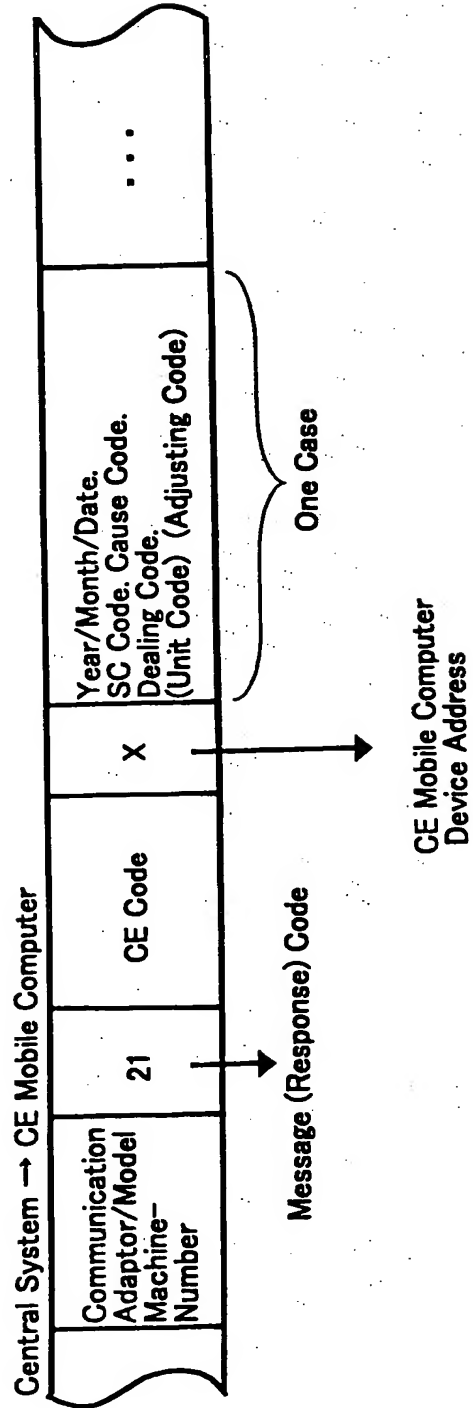 Central System → CE Mobile Computer
Communication
Adaptor/Model
Machine-
Number
21
CE Code
X
Year/Month/Date.
SC Code. Cause Code.
Dealing Code.
(Unit Code) (Adjusting Code)
...
Message (Response) Code
One Case
CE Mobile Computer
Device Address